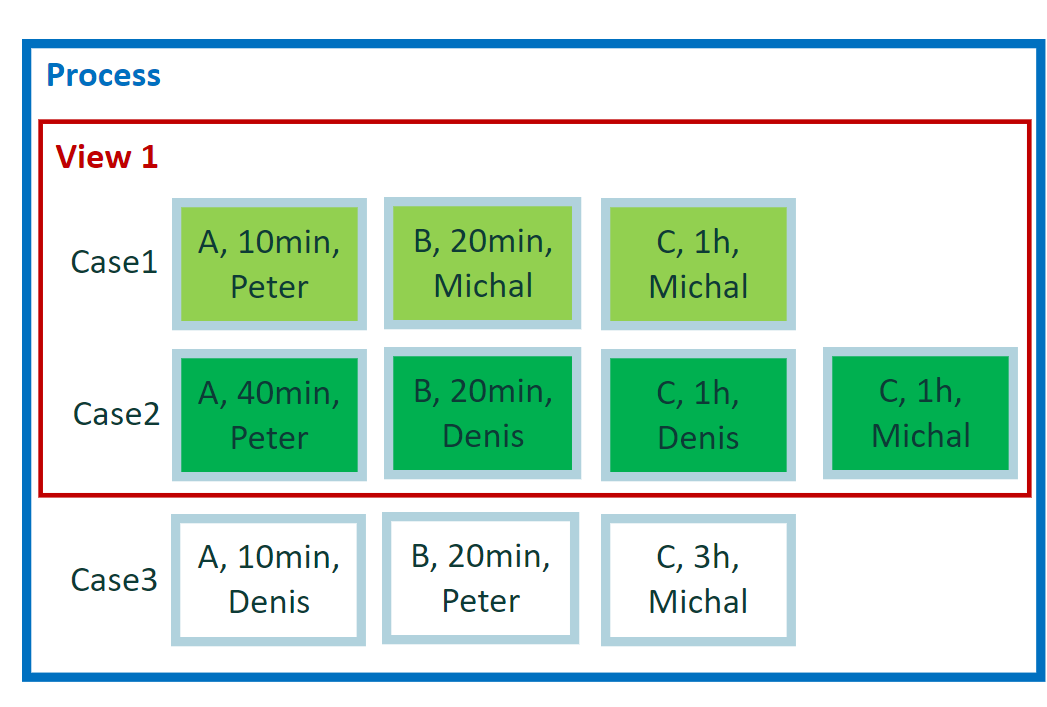 Process
View 1
Case1
A, 10min,
Peter
B, 20min,
Michal
C, 1h,
Michal
Case2
A, 40min,
Peter
B, 20min,
Denis
C, 1h,
Denis
C, 1h,
Michal
Case3
A, 10min,
Denis
B, 20min,
Peter
C, 3h,
Michal